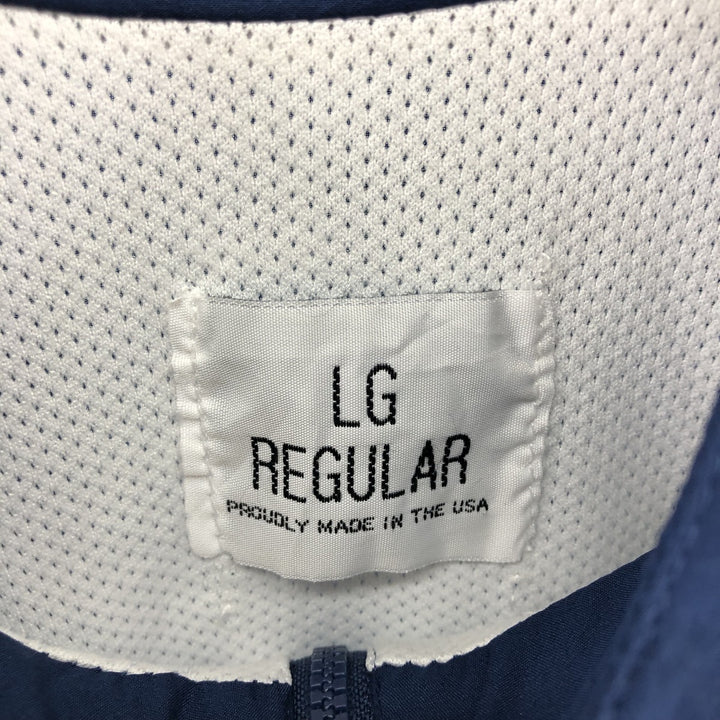 LG
REGULAR
PROUDLY MADE IN THE USA